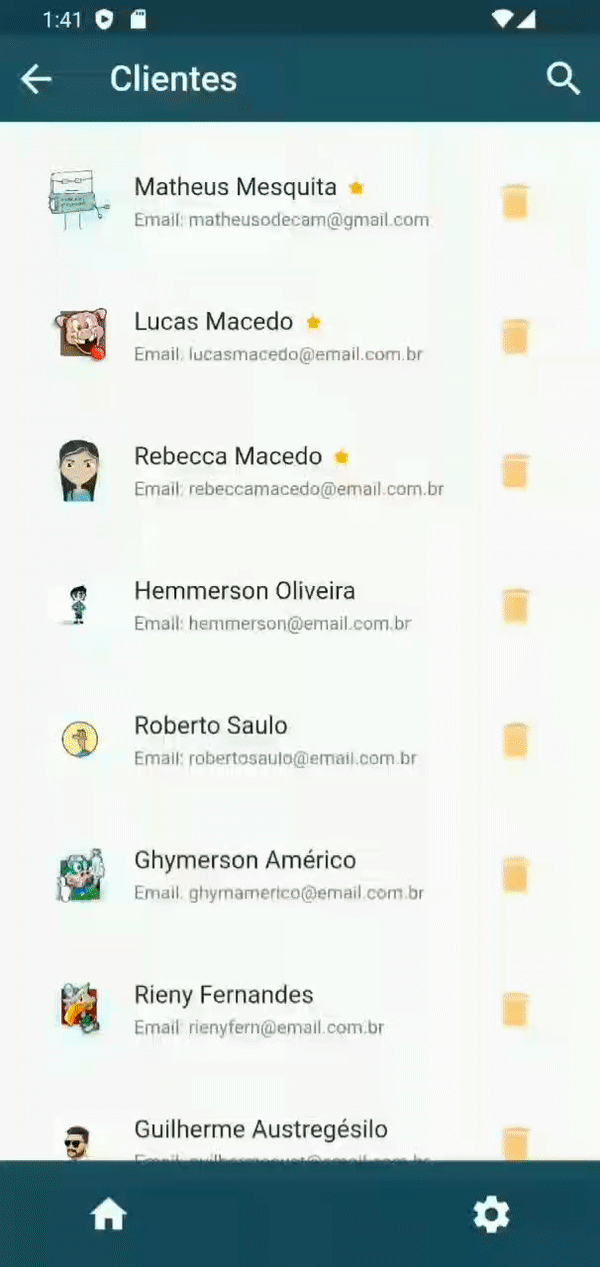 1:41
Clientes
Matheus Mesquita
Email: matheusodecam@gmail.com
Lucas Macedo
Email: lucasmacedo@email.com.br
Rebecca Macedo
Email: rebeccamacedo@email.com.br
Hemmerson Oliveira
Email: hemmerson@email.com.br
Roberto Saulo
Email: robertosaulo@email.com.br
Ghymerson Américo
Email: ghymamerico@email.com.br
Rieny Fernandes
Email: rienyfern@email.com.br
Guilherme Austregésilo